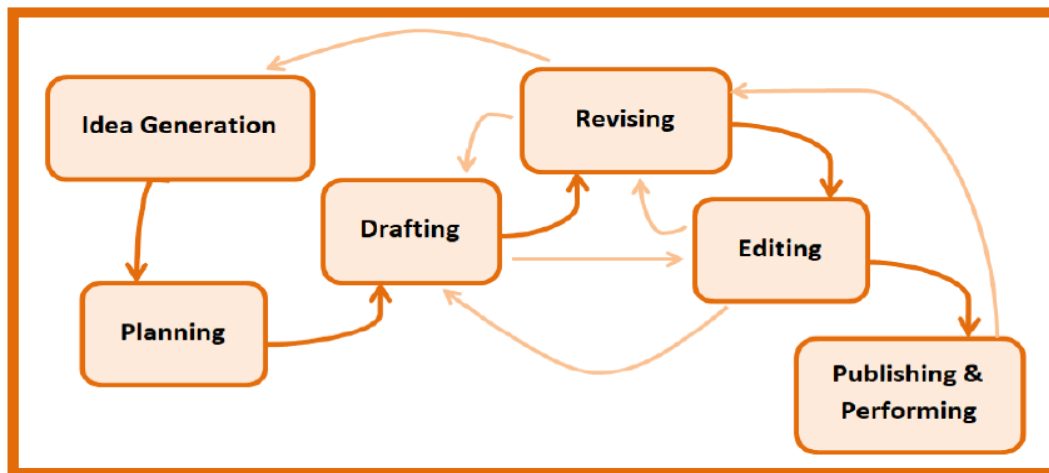 Idea Generation
Planning
Drafting
Revising
Editing
Publishing &
Performing